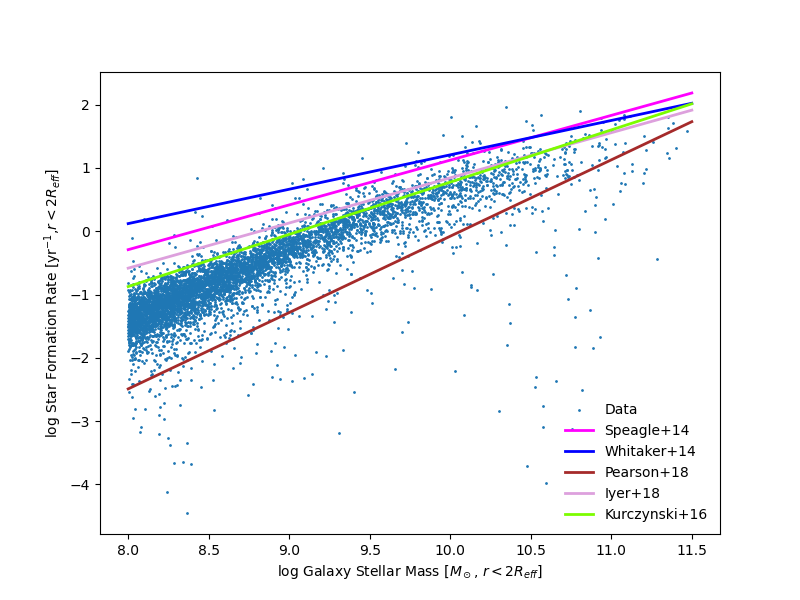 2
1
0
−1
−2
−3
−4
log Star Formation Rate [yr⁻¹,r < 2R_eff]
Data
Speagle+14
Whitaker+14
Pearson+18
Iyer+18
Kurczynski+16
8.0 8.5 9.0 9.5 10.0 10.5 11.0 11.5
log Galaxy Stellar Mass [M_⊙, r < 2R_eff]